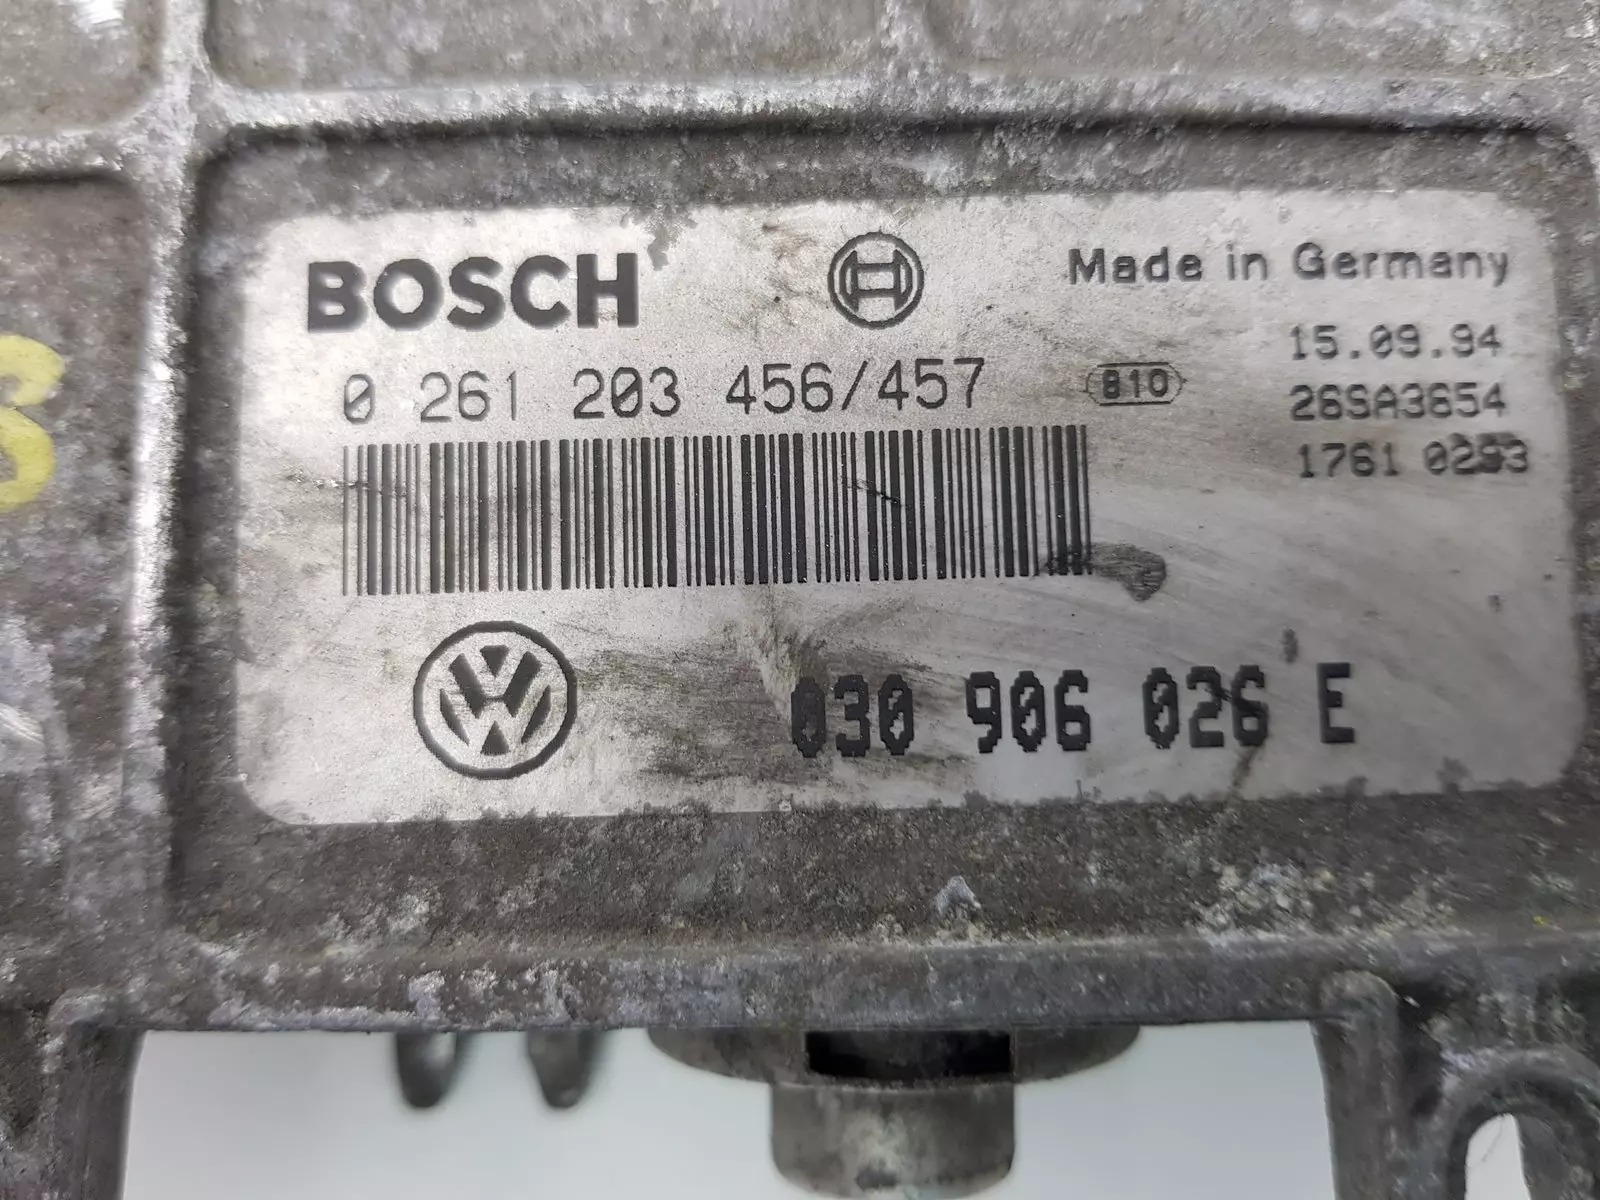 BOSCH
Made in Germany
0 261 203 456/457
810
15.09.94
26SA3654
1761 0293
030 906 026 E